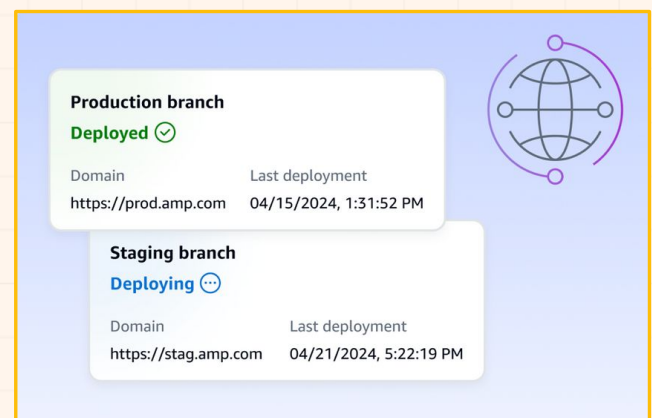 Production branch
Deployed
Domain Last deployment
https://prod.amp.com 04/15/2024, 1:31:52 PM
Staging branch
Deploying
Domain Last deployment
https://stag.amp.com 04/21/2024, 5:22:19 PM